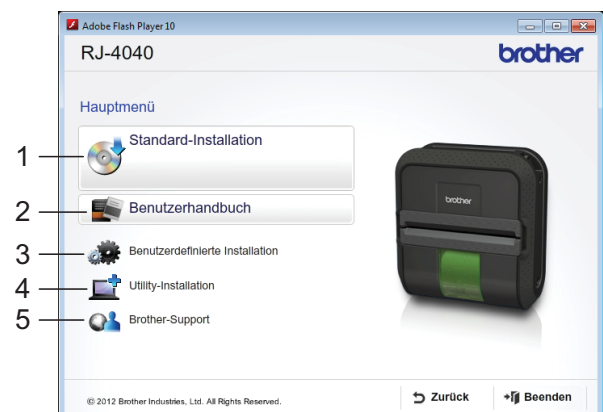 Adobe Flash Player 10
RJ-4040
brother
Hauptmenü
1
Standard-Installation
2
Benutzerhandbuch
3
Benutzerdefinierte Installation
4
Utility-Installation
5
Brother-Support
brother
© 2012 Brother Industries, Ltd. All Rights Reserved.
Zurück
Beenden